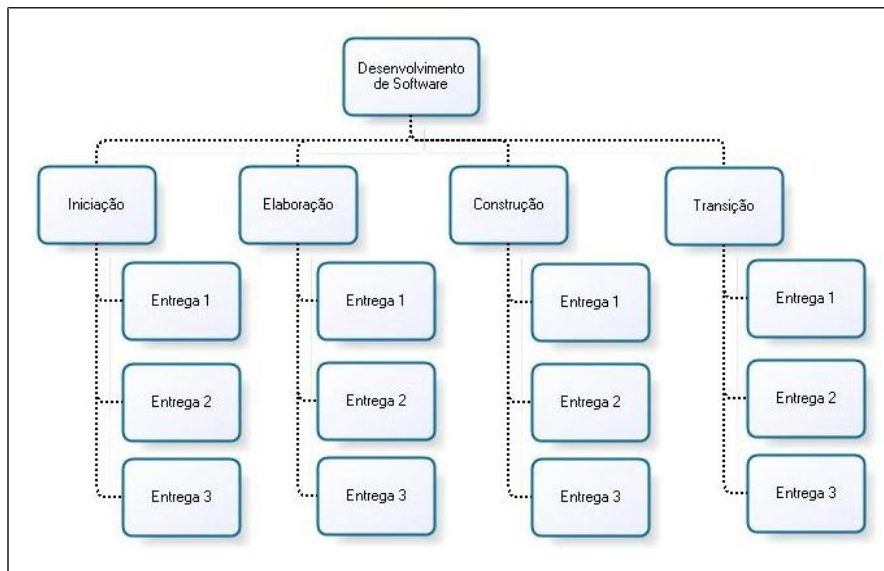 Desenvolvimento
de Software
Iniciação
Elaboração
Construção
Transição
Entrega 1
Entrega 1
Entrega 1
Entrega 1
Entrega 2
Entrega 2
Entrega 2
Entrega 2
Entrega 3
Entrega 3
Entrega 3
Entrega 3